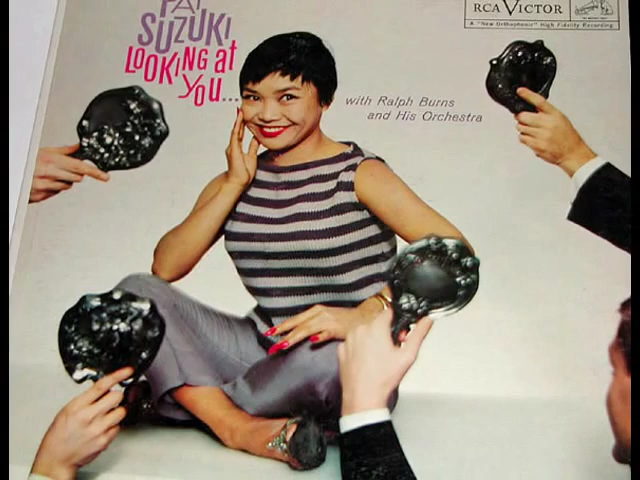 PAT
SUZUKI
LOOKING at
YOU...
with Ralph Burns
and His Orchestra
RCA VICTOR
A "New Orthophonic" High Fidelity Recording